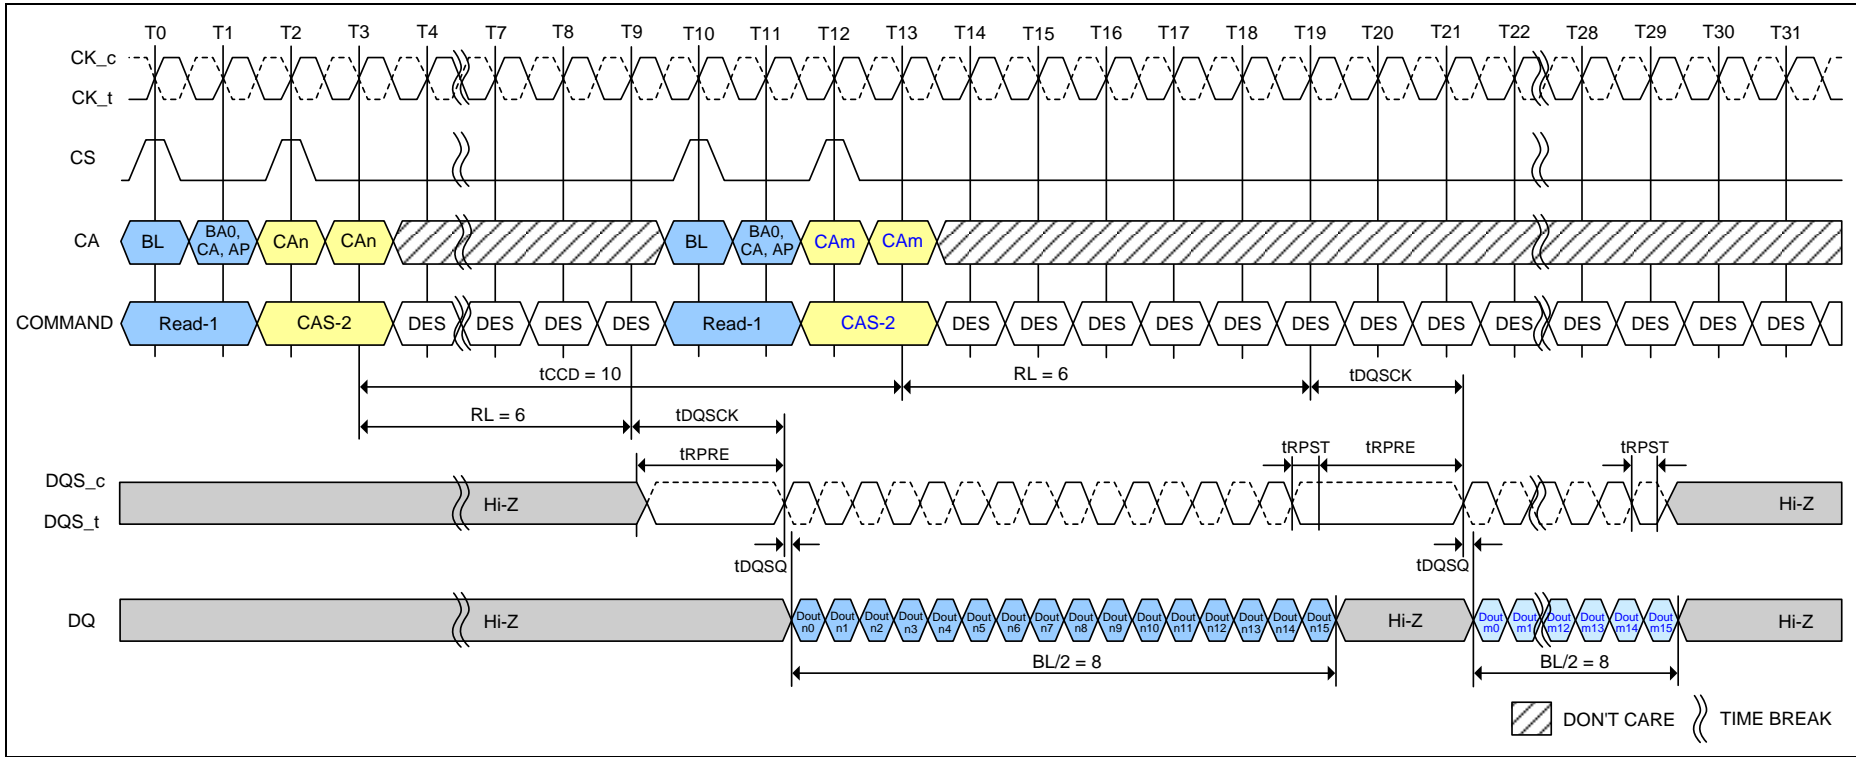 T0 T1 T2 T3 T4 T7 T8 T9 T10 T11 T12 T13 T14 T15 T16 T17 T18 T19 T20 T21 T22 T28 T29 T30 T31
CK_c
CK_t
CS
CA BL BA0, CA, AP CAn CAn BL BA0, CA, AP CAm CAm
COMMAND Read-1 CAS-2 DES DES DES DES Read-1 CAS-2 DES DES DES DES DES DES DES DES DES DES DES DES DES
tCCD = 10 RL = 6 tDQSCK
RL = 6 tDQSCK
tRPRE tRPST tRPRE tRPST
DQS_c
Hi-Z Hi-Z
DQS_t
tDQSQ tDQSQ
DQ Hi-Z Dout n0 Dout n1 Dout n2 Dout n3 Dout n4 Dout n5 Dout n6 Dout n7 Dout n8 Dout n9 Dout n10 Dout n11 Dout n12 Dout n13 Dout n14 Dout n15 Hi-Z Dout m0 Dout m1 Dout m12 Dout m13 Dout m14 Dout m15 Hi-Z
BL/2 = 8 BL/2 = 8
DON'T CARE TIME BREAK